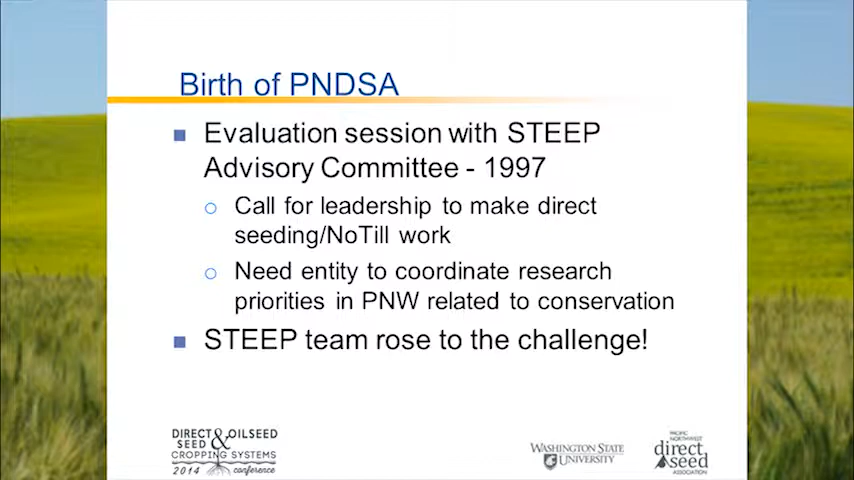 Birth of PNDSA
Evaluation session with STEEP
Advisory Committee - 1997
Call for leadership to make direct
seeding/NoTill work
Need entity to coordinate research
priorities in PNW related to conservation
STEEP team rose to the challenge!
DIRECT & OILSEED
SEED
CROPPING SYSTEMS
2014 conference
WASHINGTON STATE
UNIVERSITY
PACIFIC
NORTHWEST
direct
seed
ASSOCIATION